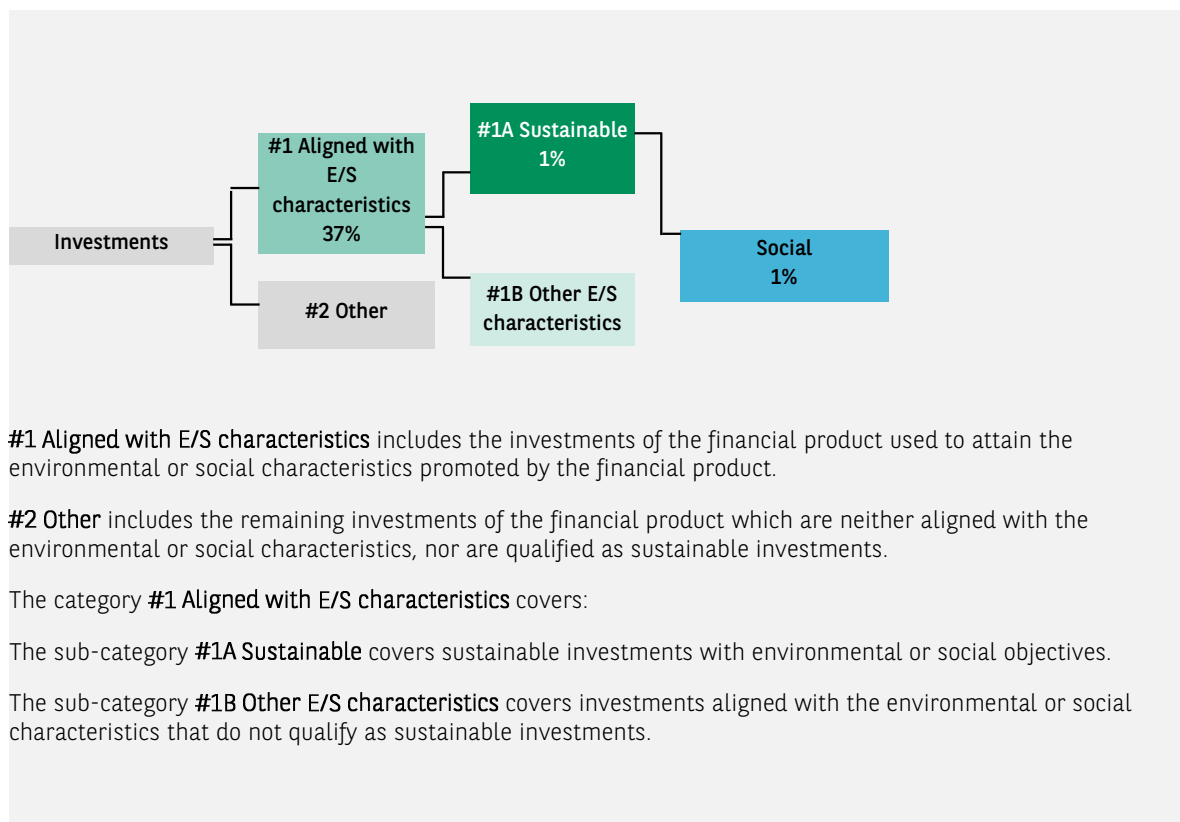 #1A Sustainable
1%
#1 Aligned with
E/S
characteristics
37%
Investments
Social
1%
#2 Other
#1B Other E/S
characteristics
#1 Aligned with E/S characteristics includes the investments of the financial product used to attain the
environmental or social characteristics promoted by the financial product.
#2 Other includes the remaining investments of the financial product which are neither aligned with the
environmental or social characteristics, nor are qualified as sustainable investments.
The category #1 Aligned with E/S characteristics covers:
The sub-category #1A Sustainable covers sustainable investments with environmental or social objectives.
The sub-category #1B Other E/S characteristics covers investments aligned with the environmental or social
characteristics that do not qualify as sustainable investments.